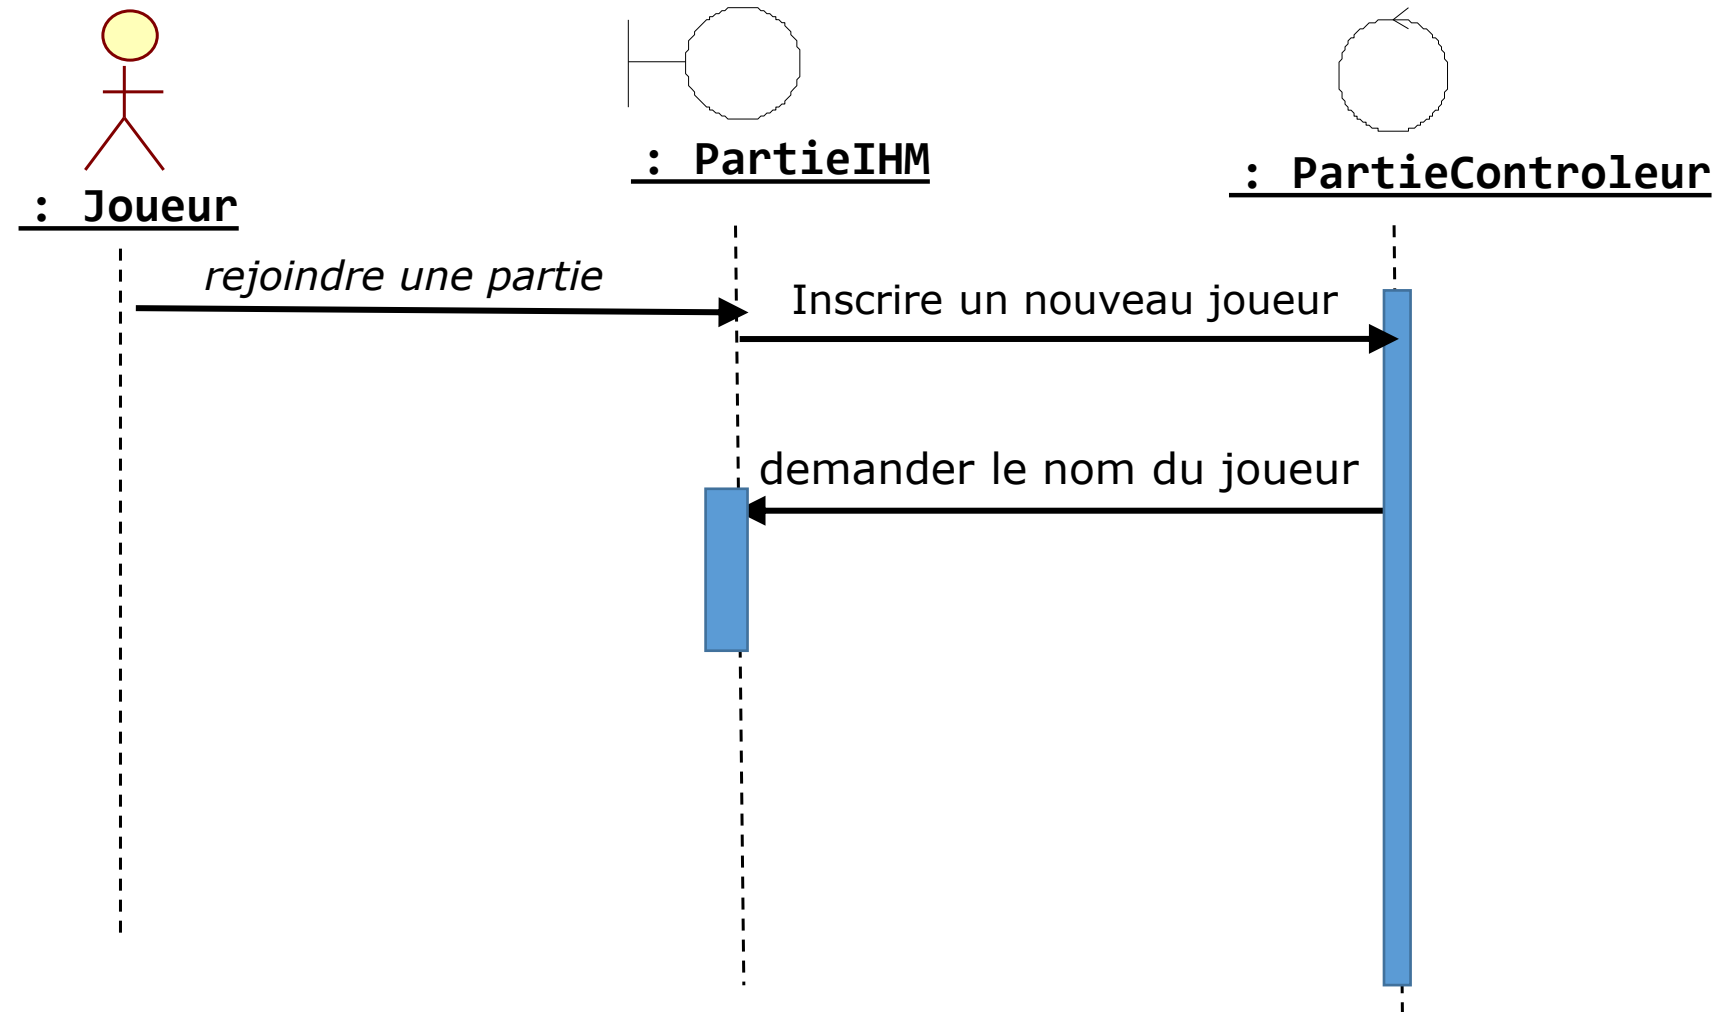 : Joueur
: PartieIHM
: PartieControleur
rejoindre une partie
Inscrire un nouveau joueur
demander le nom du joueur